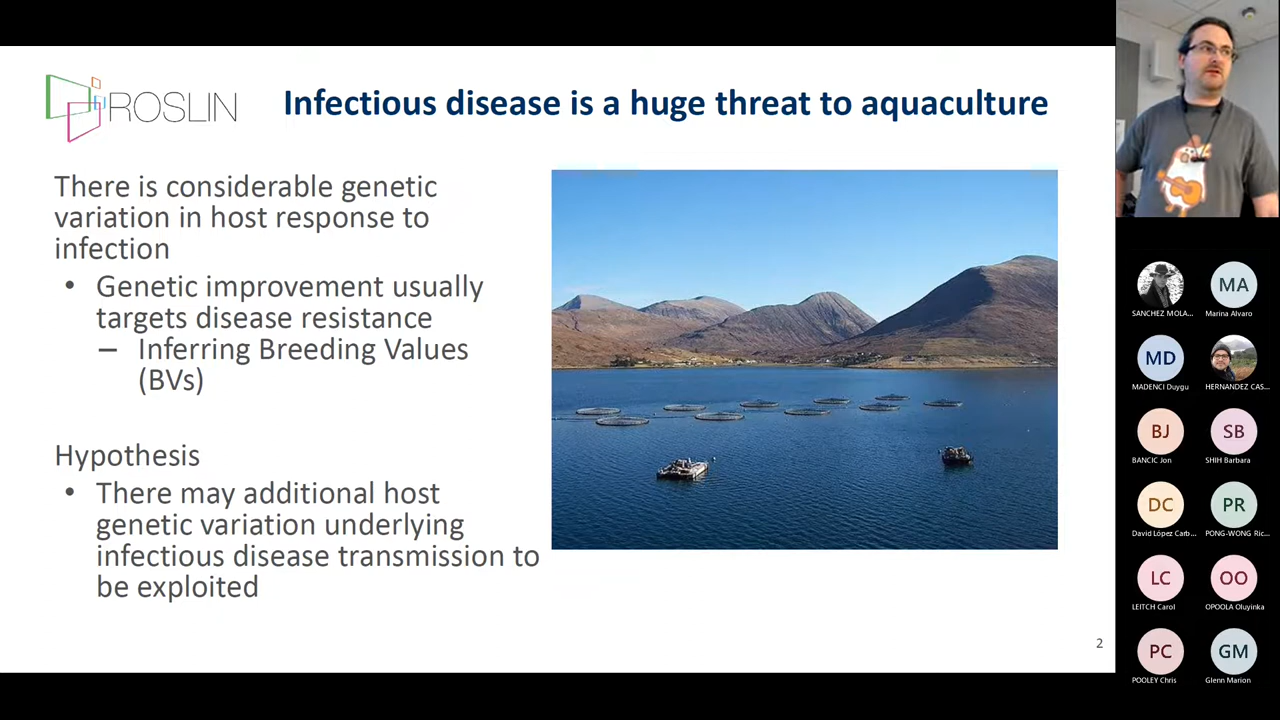 ROSLIN
Infectious disease is a huge threat to aquaculture
There is considerable genetic
variation in host response to
infection
• Genetic improvement usually
targets disease resistance
– Inferring Breeding Values
(BVs)
Hypothesis
• There may additional host
genetic variation underlying
infectious disease transmission to
be exploited
2
SANCHEZ MOLA...
MA
Marina Alvaro
MD
MADENCI Duygu
HERNANDEZ CAS...
BJ
BANCIC Jon
SB
SHIH Barbara
DC
David López Carb...
PR
PONG-WONG Ric...
LC
LEITCH Carol
OO
OPOOLA Oluyinka
PC
POOLEY Chris
GM
Glenn Marion